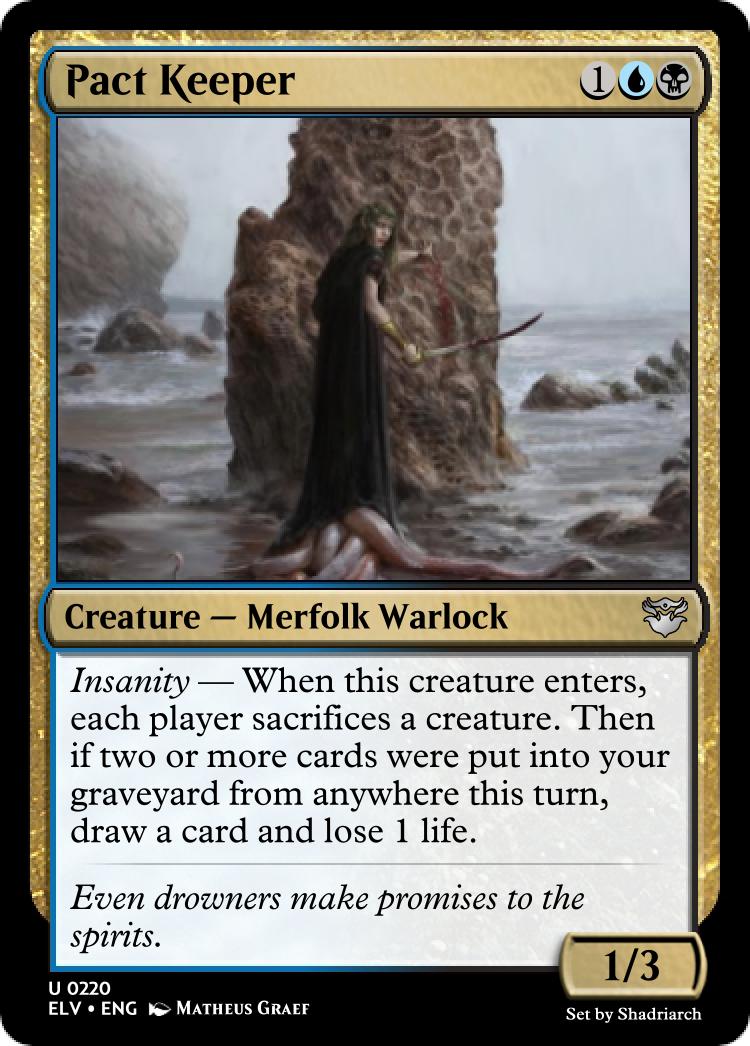 Pact Keeper 1
Creature — Merfolk Warlock
Insanity — When this creature enters,
each player sacrifices a creature. Then
if two or more cards were put into your
graveyard from anywhere this turn,
draw a card and lose 1 life.
Even drowners make promises to the
spirits.
1/3
U 0220
ELV • ENG Matheus Graef
Set by Shadriarch